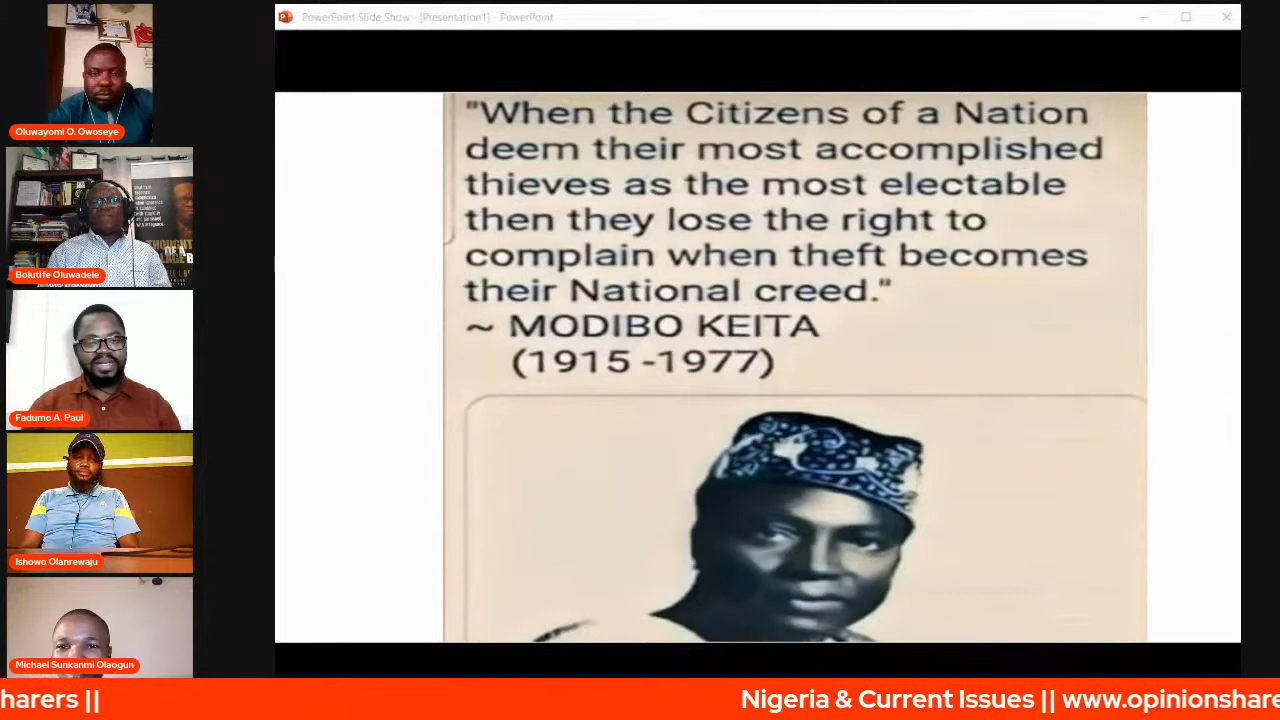 PowerPoint Slide Show - [Presentation1] - PowerPoint
"When the Citizens of a Nation
deem their most accomplished
thieves as the most electable
then they lose the right to
complain when theft becomes
their National creed."
~ MODIBO KEITA
(1915 -1977)
Oluwayomi O. Owoseye
Bolutife Oluwadele
Fadumo A. Paul
Ishowo Olanrewaju
Michael Sunkanmi Olaogun
harers || Nigeria & Current Issues || www.opinionshare